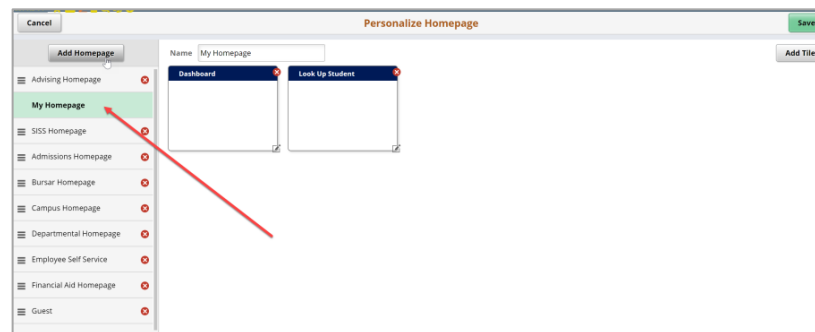 Cancel
Personalize Homepage
Save
Add Homepage
Name My Homepage
Add Tile
Advising Homepage
My Homepage
SISS Homepage
Admissions Homepage
Bursar Homepage
Campus Homepage
Departmental Homepage
Employee Self Service
Financial Aid Homepage
Guest
Dashboard
Look Up Student